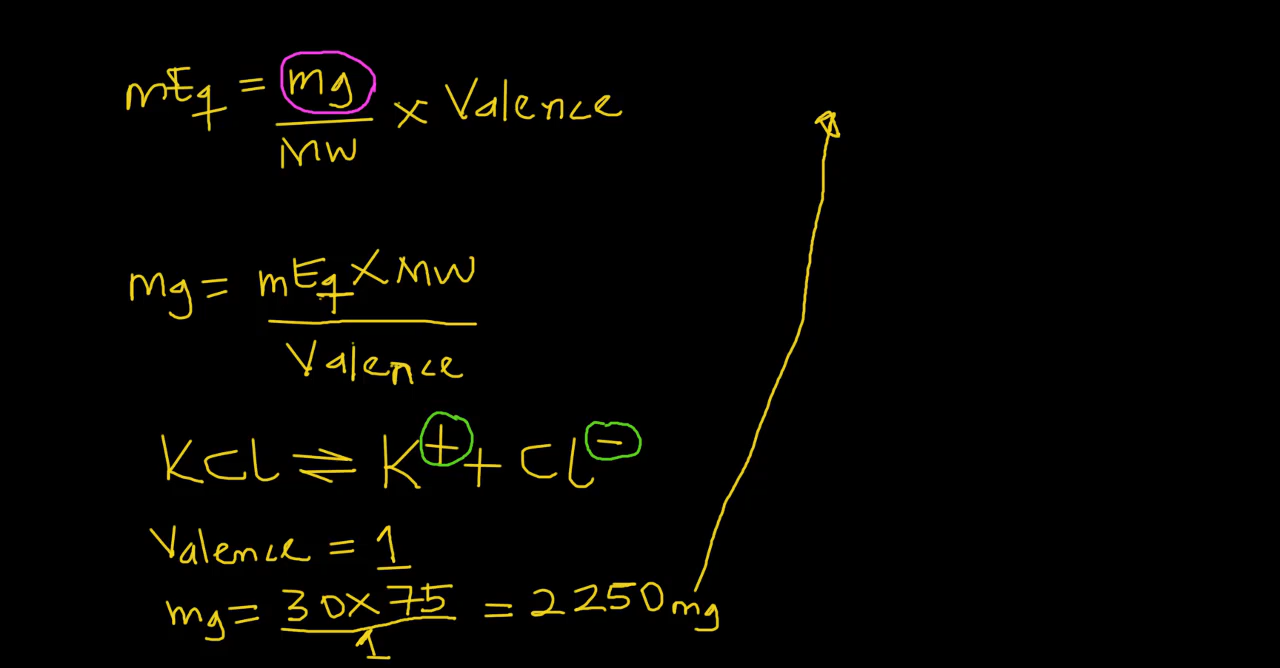 mEq = mg / MW × Valence
mg = mEq × MW / Valence
KCl ⇌ K⁺ + Cl⁻
Valence = 1
mg = 30 × 75 / 1 = 2250 mg